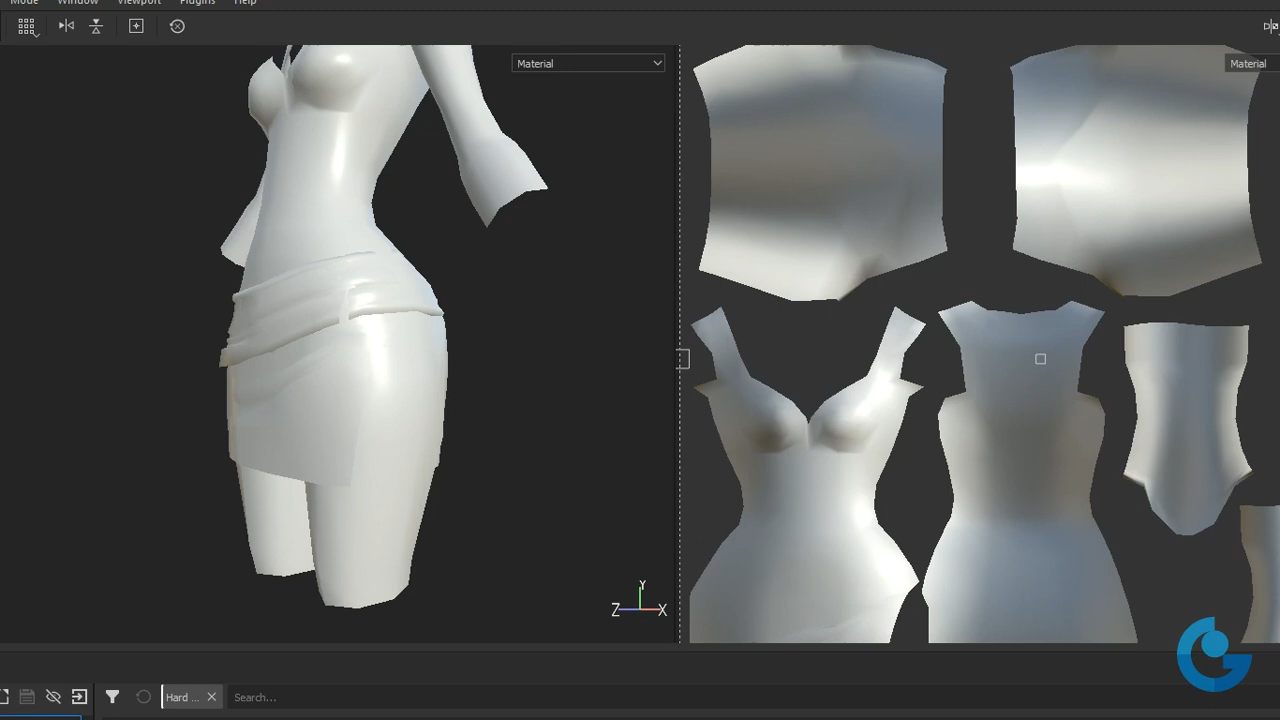 Mode Window Viewport Plugins Help
Material
Material
Y
Z X
Hard ... Search...